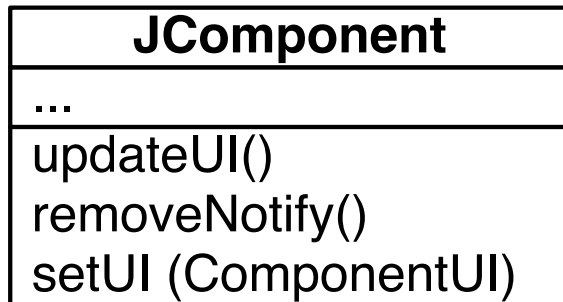 JComponent
...
updateUI()
removeNotify()
setUI (ComponentUI)